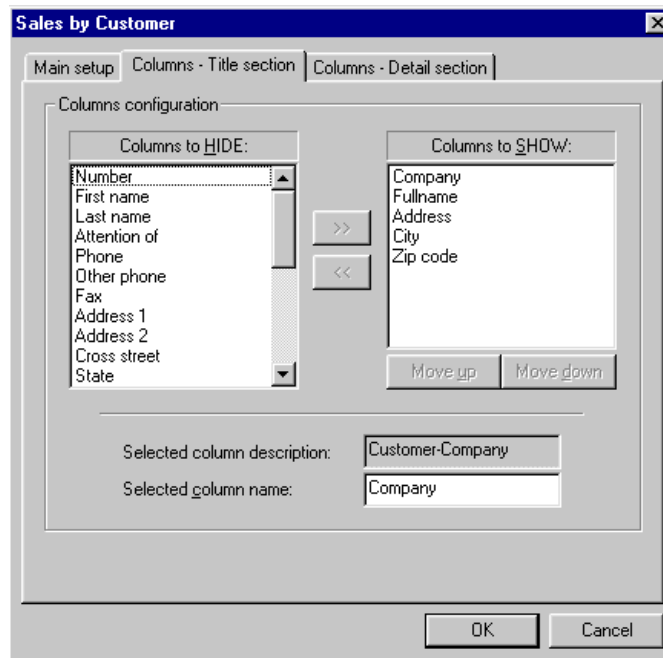 Sales by Customer
Main setup
Columns - Title section
Columns - Detail section
Columns configuration
Columns to HIDE:
Number
First name
Last name
Attention of
Phone
Other phone
Fax
Address 1
Address 2
Cross street
State
>>
<<
Columns to SHOW:
Company
Fullname
Address
City
Zip code
Move up
Move down
Selected column description:
Customer-Company
Selected column name:
Company
OK
Cancel